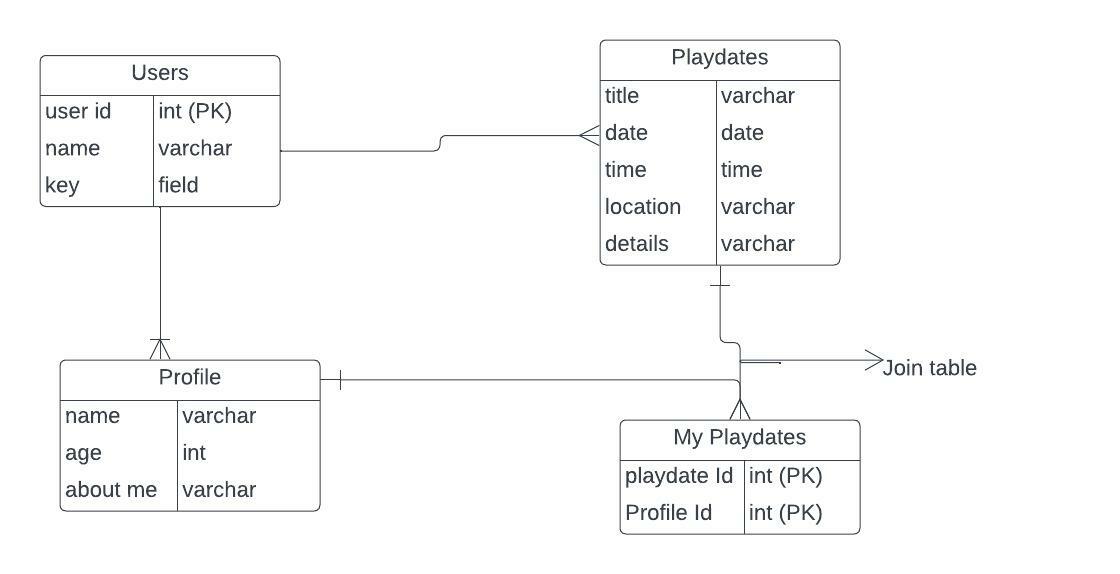 Users
user id int (PK)
name varchar
key field
Playdates
title varchar
date date
time time
location varchar
details varchar
Profile
name varchar
age int
about me varchar
Join table
My Playdates
playdate Id int (PK)
Profile Id int (PK)